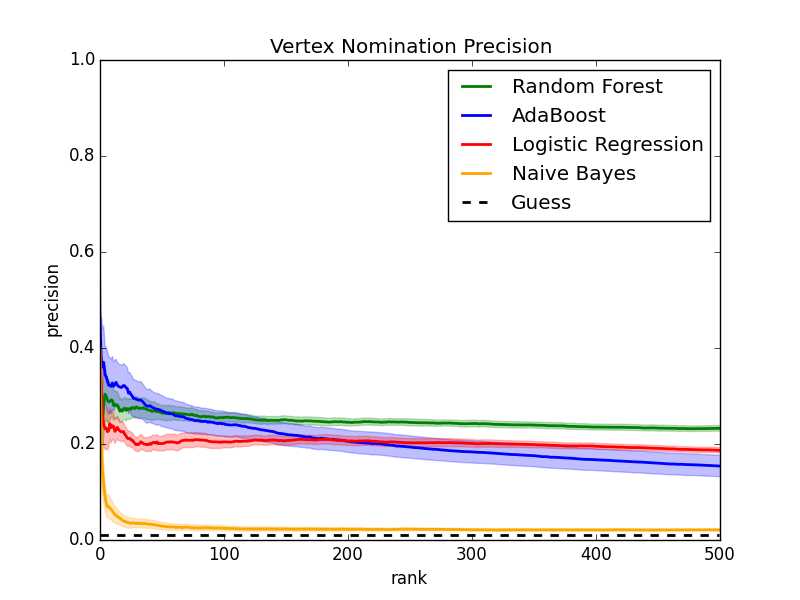 Vertex Nomination Precision
1.0
0.8
0.6
0.4
0.2
0.0
precision
Random Forest
AdaBoost
Logistic Regression
Naive Bayes
Guess
0
100
200
300
400
500
rank